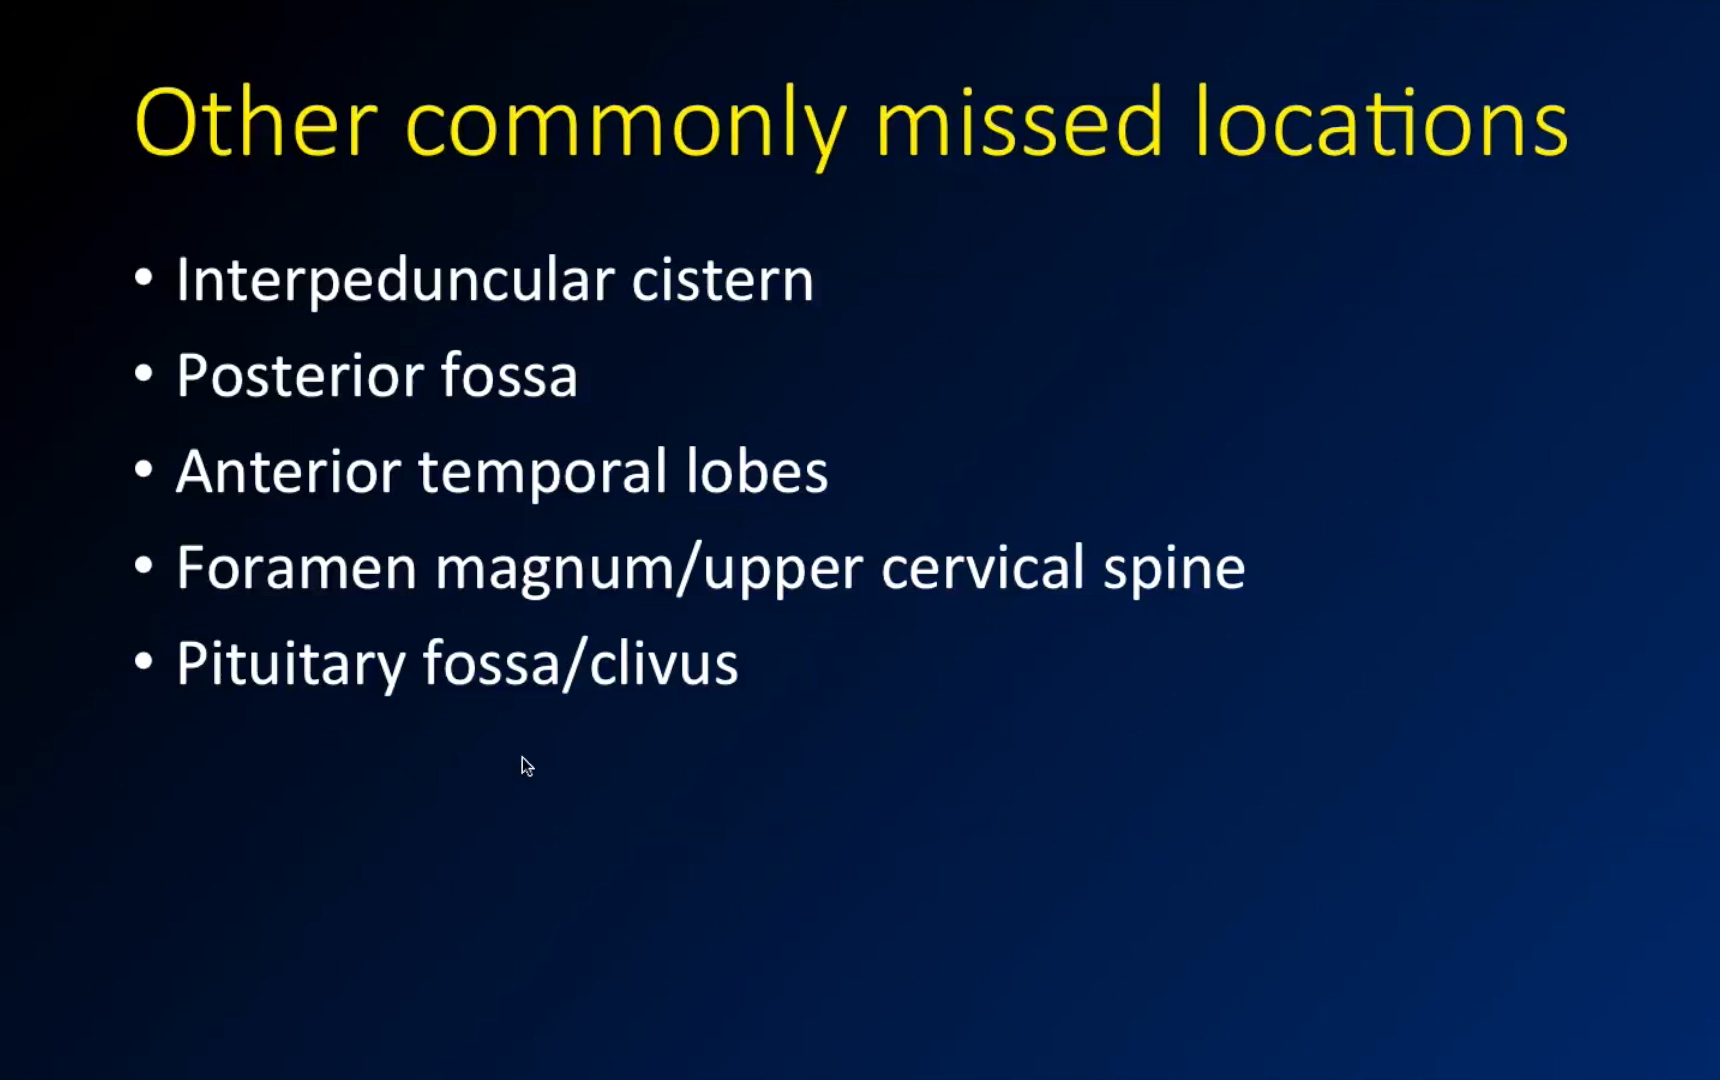 Other commonly missed locations
• Interpeduncular cistern
• Posterior fossa
• Anterior temporal lobes
• Foramen magnum/upper cervical spine
• Pituitary fossa/clivus